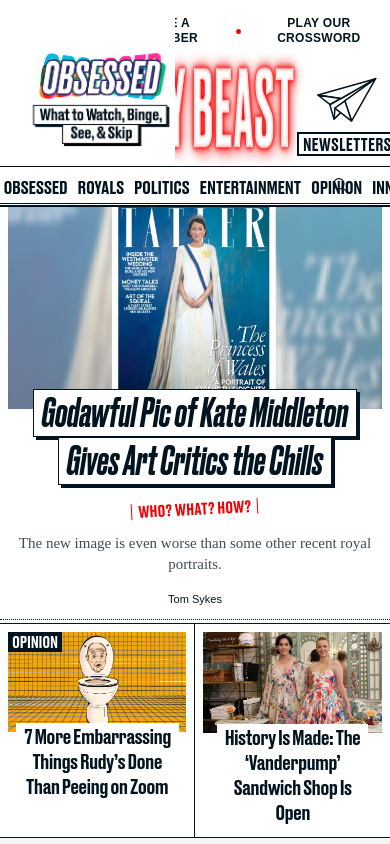 E A
BER
PLAY OUR
CROSSWORD
OBSESSED
What to Watch, Binge,
See, & Skip
Y BEAST
NEWSLETTERS
OBSESSED ROYALS POLITICS ENTERTAINMENT OPINION INN
TATLER
INSIDE THE
WESTMINSTER
WEDDING
MONEY TALKS
ART OF THE
SQUEAL
The
Princess
of Wales
A PORTRAIT OF
STRENGTH & DIGNITY
Godawful Pic of Kate Middleton
Gives Art Critics the Chills
WHO? WHAT? HOW?
The new image is even worse than some other recent royal
portraits.
Tom Sykes
OPINION
7 More Embarrassing
Things Rudy’s Done
Than Peeing on Zoom
History Is Made: The
‘Vanderpump’
Sandwich Shop Is
Open